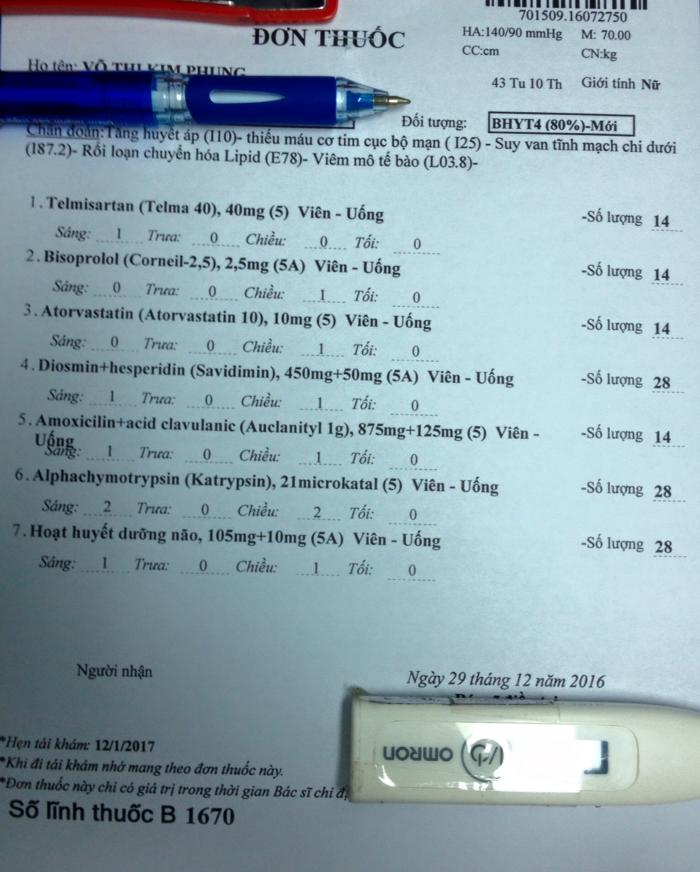 701509.16072750
ĐƠN THUỐC
HA:140/90 mmHg M: 70.00
CC:cm CN:kg
Họ tên: VÕ THỊ KIM PHỤNG
43 Tu 10 Th Giới tính Nữ
Đối tượng: BHYT4 (80%)-Mới
Chẩn đoán:Tăng huyết áp (I10)- thiếu máu cơ tim cục bộ mạn ( I25) - Suy van tĩnh mạch chi dưới
(I87.2)- Rối loạn chuyển hóa Lipid (E78)- Viêm mô tế bào (L03.8)-
1. Telmisartan (Telma 40), 40mg (5) Viên - Uống -Số lượng 14
Sáng: 1 Trưa: 0 Chiều: 0 Tối: 0
2. Bisoprolol (Corneil-2,5), 2,5mg (5A) Viên - Uống -Số lượng 14
Sáng: 0 Trưa: 0 Chiều: 1 Tối: 0
3. Atorvastatin (Atorvastatin 10), 10mg (5) Viên - Uống -Số lượng 14
Sáng: 0 Trưa: 0 Chiều: 1 Tối: 0
4. Diosmin+hesperidin (Savidimin), 450mg+50mg (5A) Viên - Uống -Số lượng 28
Sáng: 1 Trưa: 0 Chiều: 1 Tối: 0
5. Amoxicilin+acid clavulanic (Auclanityl 1g), 875mg+125mg (5) Viên - -Số lượng 14
Uống
Sáng: 1 Trưa: 0 Chiều: 1 Tối: 0
6. Alphachymotrypsin (Katrypsin), 21microkatal (5) Viên - Uống -Số lượng 28
Sáng: 2 Trưa: 0 Chiều: 2 Tối: 0
7. Hoạt huyết dưỡng não, 105mg+10mg (5A) Viên - Uống -Số lượng 28
Sáng: 1 Trưa: 0 Chiều: 1 Tối: 0
Người nhận
Ngày 29 tháng 12 năm 2016
*Hẹn tái khám: 12/1/2017
*Khi đi tái khám nhớ mang theo đơn thuốc này.
*Đơn thuốc này chỉ có giá trị trong thời gian Bác sĩ chỉ
Số lĩnh thuốc B 1670
OMRON